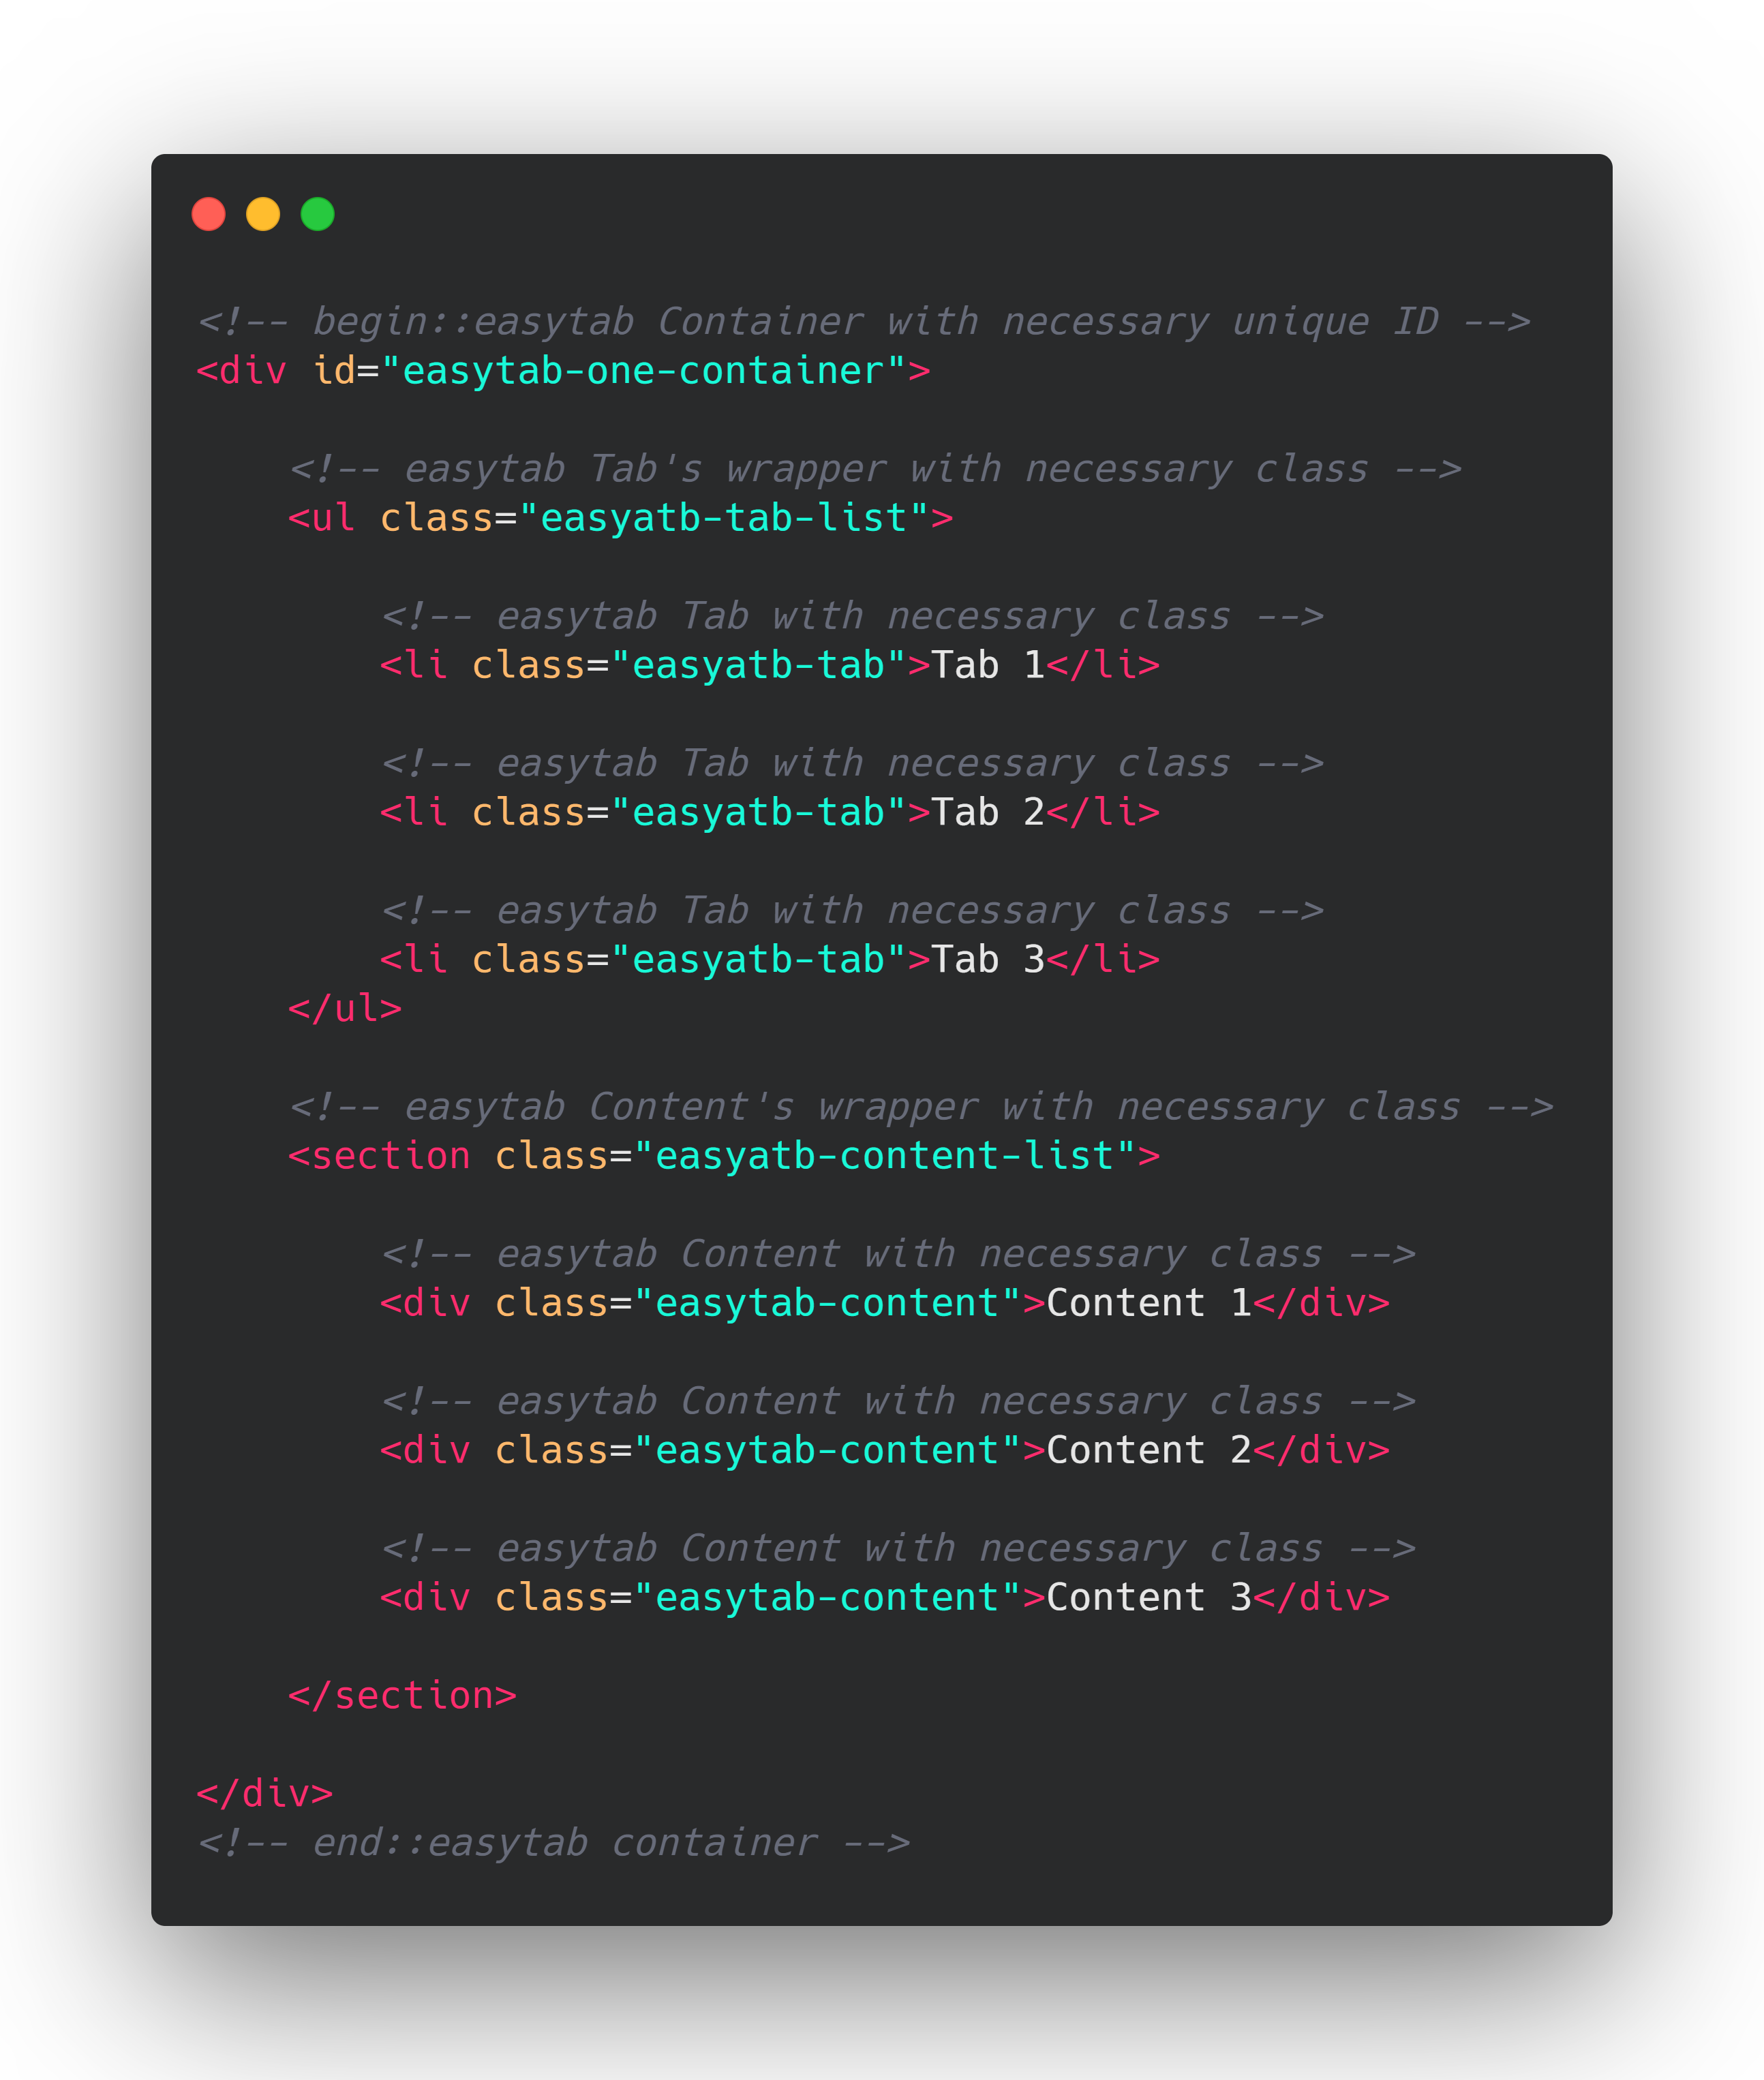 <!-- begin::easytab Container with necessary unique ID -->
<div id="easytab-one-container">
<!-- easytab Tab's wrapper with necessary class -->
<ul class="easyatb-tab-list">
<!-- easytab Tab with necessary class -->
<li class="easyatb-tab">Tab 1</li>
<!-- easytab Tab with necessary class -->
<li class="easyatb-tab">Tab 2</li>
<!-- easytab Tab with necessary class -->
<li class="easyatb-tab">Tab 3</li>
</ul>
<!-- easytab Content's wrapper with necessary class -->
<section class="easyatb-content-list">
<!-- easytab Content with necessary class -->
<div class="easytab-content">Content 1</div>
<!-- easytab Content with necessary class -->
<div class="easytab-content">Content 2</div>
<!-- easytab Content with necessary class -->
<div class="easytab-content">Content 3</div>
</section>
</div>
<!-- end::easytab container -->